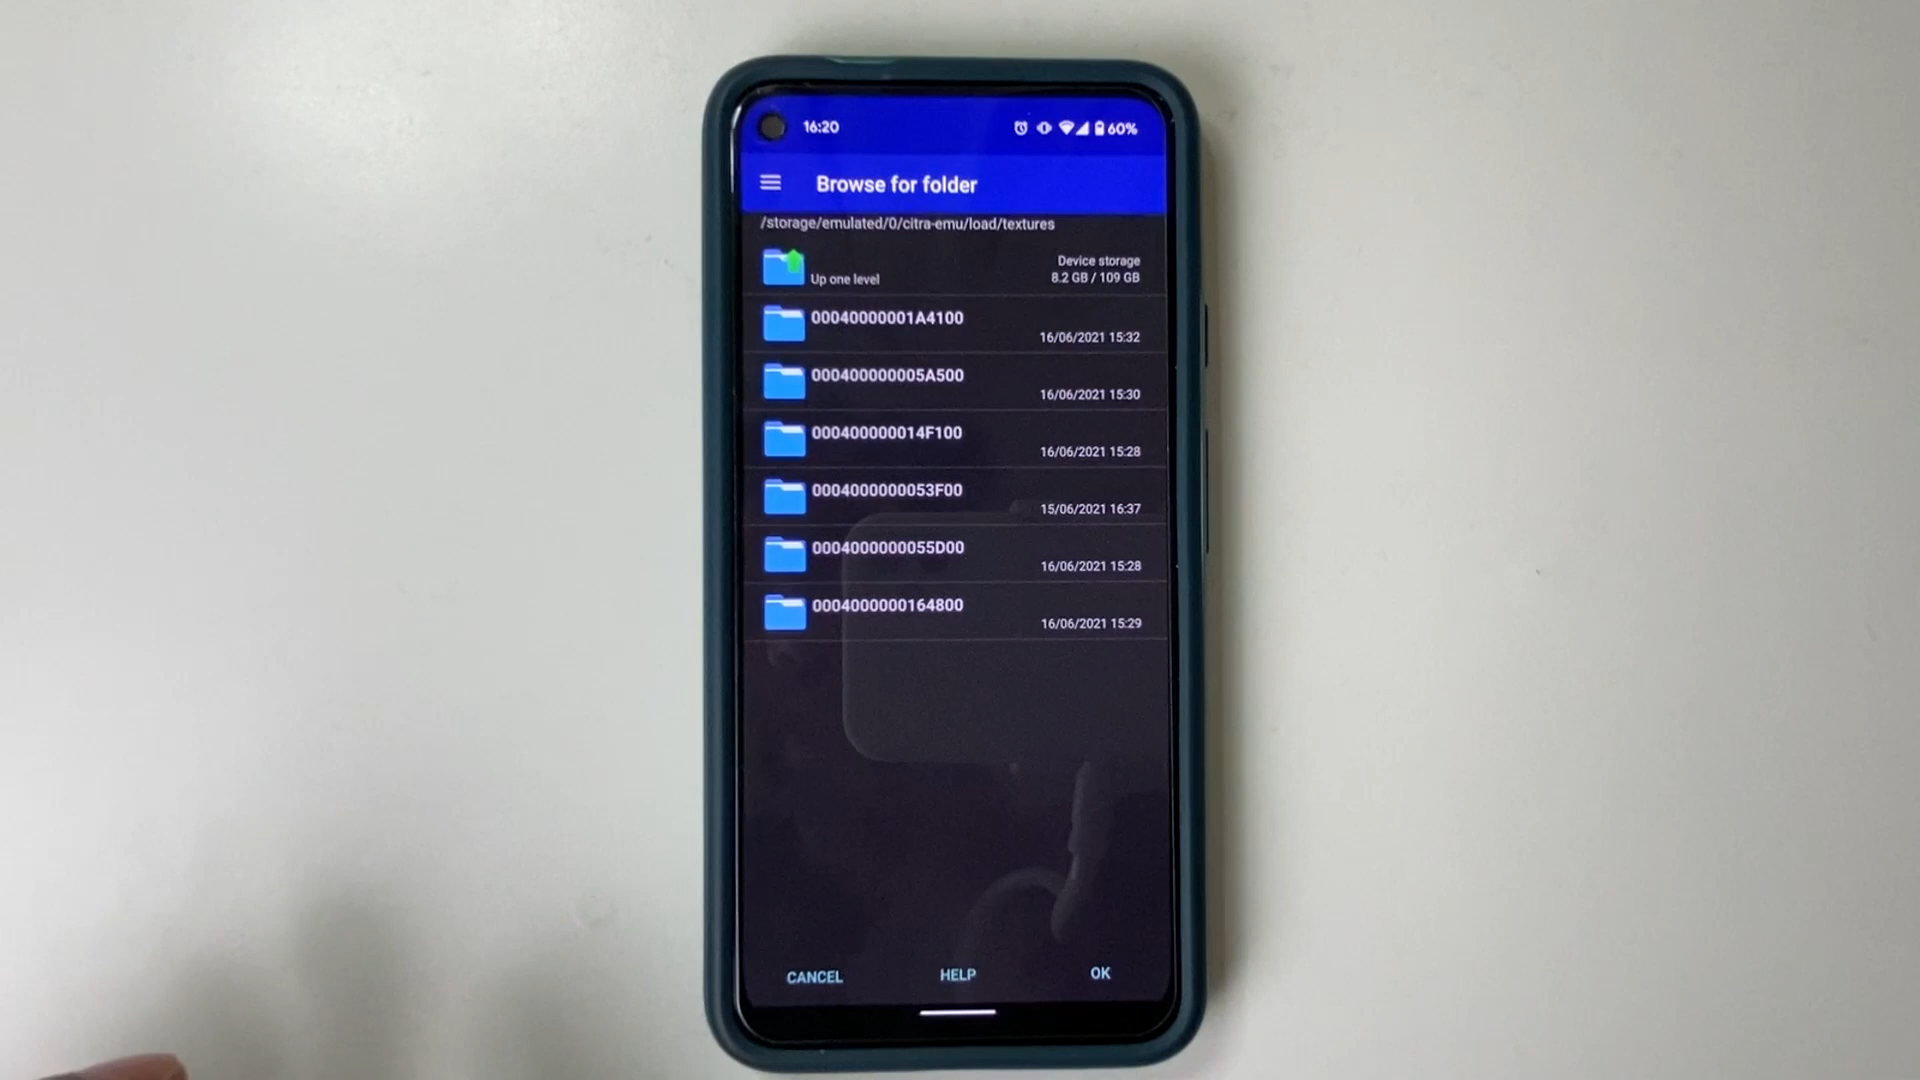 16:20
60%
Browse for folder
/storage/emulated/0/citra-emu/load/textures
Up one level
Device storage
8.2 GB / 109 GB
00040000001A4100
16/06/2021 15:32
000400000005A500
16/06/2021 15:30
000400000014F100
16/06/2021 15:28
0004000000053F00
15/06/2021 16:37
0004000000055D00
16/06/2021 15:28
0004000000164800
16/06/2021 15:29
CANCEL
HELP
OK